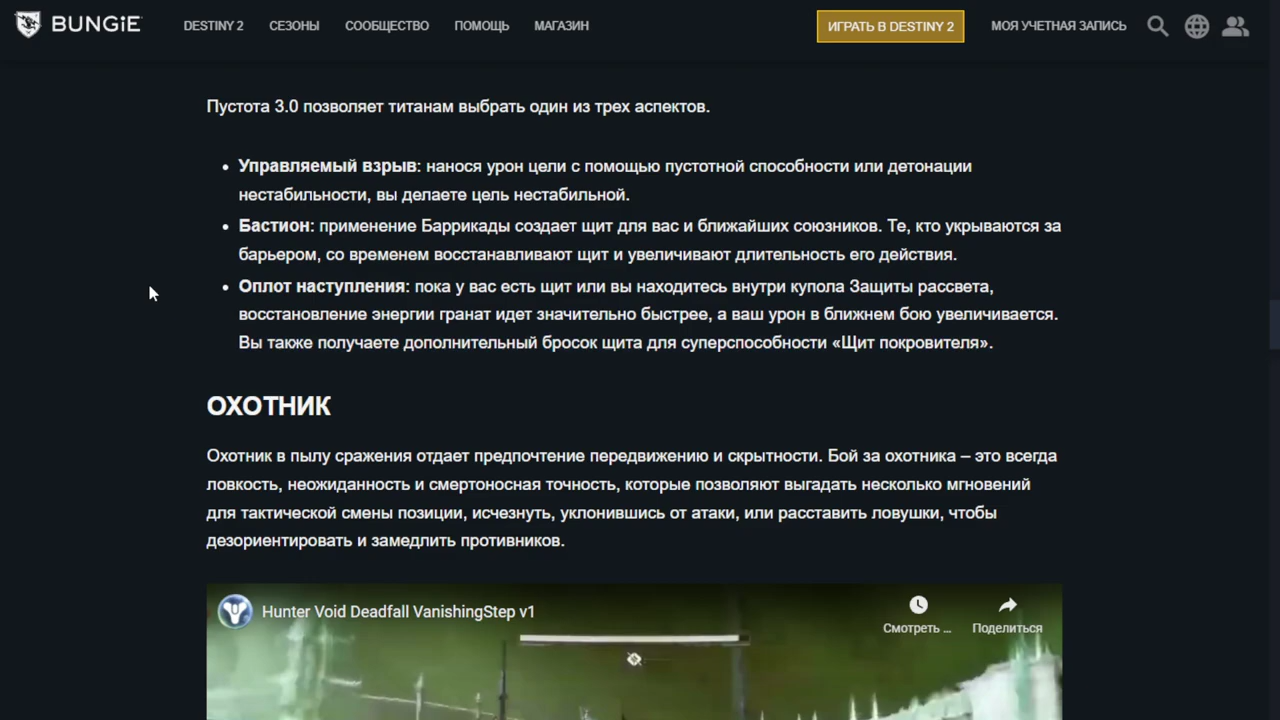 BUNGiE
DESTINY 2 СЕЗОНЫ СООБЩЕСТВО ПОМОЩЬ МАГАЗИН ИГРАТЬ В DESTINY 2 МОЯ УЧЕТНАЯ ЗАПИСЬ
Пустота 3.0 позволяет титанам выбрать один из трех аспектов.
• Управляемый взрыв: нанося урон цели с помощью пустотной способности или детонации
нестабильности, вы делаете цель нестабильной.
• Бастион: применение Баррикады создает щит для вас и ближайших союзников. Те, кто укрываются за
барьером, со временем восстанавливают щит и увеличивают длительность его действия.
• Оплот наступления: пока у вас есть щит или вы находитесь внутри купола Защиты рассвета,
восстановление энергии гранат идет значительно быстрее, а ваш урон в ближнем бою увеличивается.
Вы также получаете дополнительный бросок щита для суперспособности «Щит покровителя».
ОХОТНИК
Охотник в пылу сражения отдает предпочтение передвижению и скрытности. Бой за охотника – это всегда
ловкость, неожиданность и смертоносная точность, которые позволяют выгадать несколько мгновений
для тактической смены позиции, исчезнуть, уклонившись от атаки, или расставить ловушки, чтобы
дезориентировать и замедлить противников.
Hunter Void Deadfall VanishingStep v1
Смотреть ... Поделиться